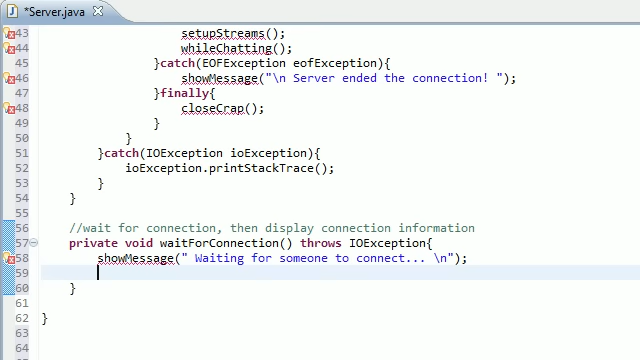 *Server.java
43 setupStreams();
44 whileChatting();
45 }catch(EOFException eofException){
46 showMessage("\n Server ended the connection! ");
47 }finally{
48 closeCrap();
49 }
50 }
51 }catch(IOException ioException){
52 ioException.printStackTrace();
53 }
54 }
55
56 //wait for connection, then display connection information
57 private void waitForConnection() throws IOException{
58 showMessage(" Waiting for someone to connect... \n");
59
60 }
61
62 }
63
64
65